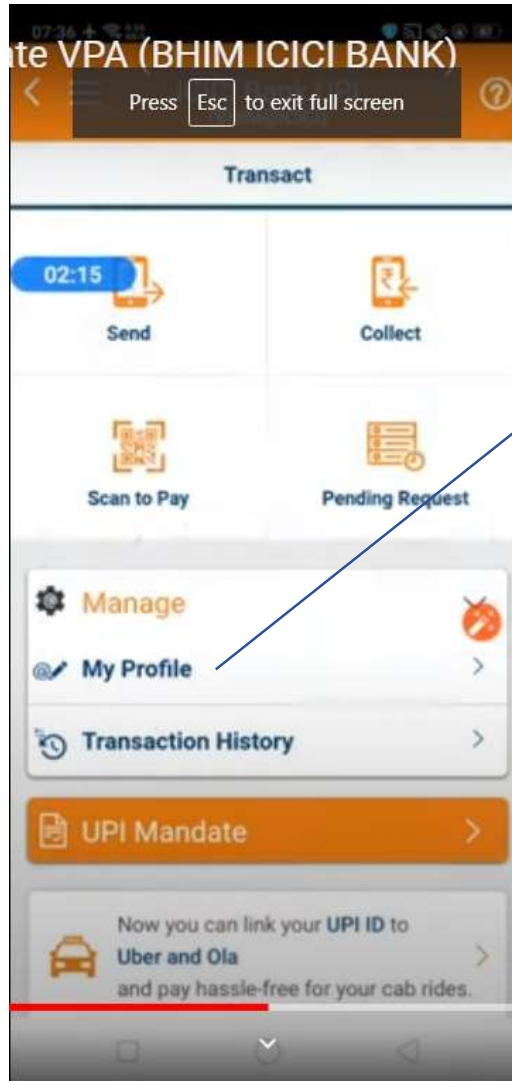 07:36
te VPA (BHIM ICICI BANK)
Press Esc to exit full screen
Transact
02:15
Send
Collect
Scan to Pay
Pending Request
Manage
My Profile
Transaction History
UPI Mandate
Now you can link your UPI ID to
Uber and Ola
and pay hassle-free for your cab rides.